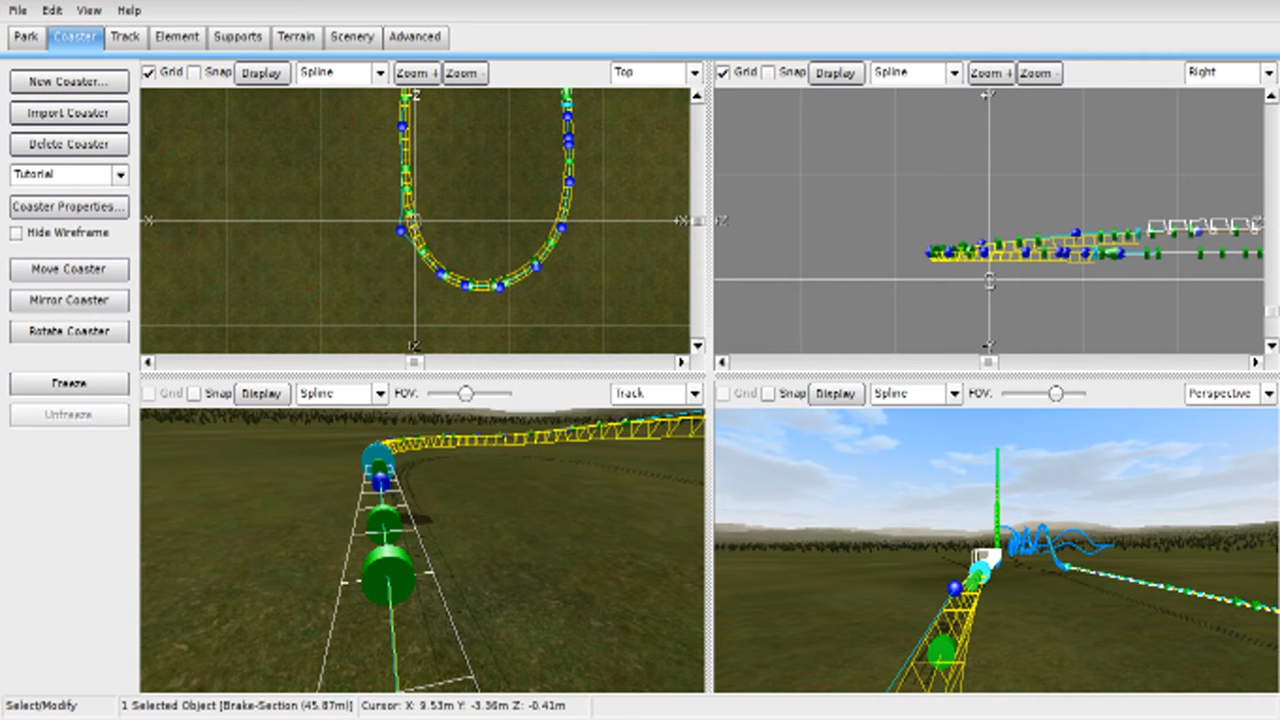 File Edit View Help
Park Coaster Track Element Supports Terrain Scenery Advanced
New Coaster...
Import Coaster
Delete Coaster
Tutorial
Coaster Properties...
Hide Wireframe
Move Coaster
Mirror Coaster
Rotate Coaster
Freeze
Unfreeze
Grid Snap Display Spline Zoom + Zoom - Top
Grid Snap Display Spline Zoom + Zoom - Right
Grid Snap Display Spline FOV: Track
Grid Snap Display Spline FOV: Perspective
Select/Modify 1 Selected Object [Brake-Section (45.87m)] Cursor: X: 9.53m Y: -3.36m Z: -0.41m